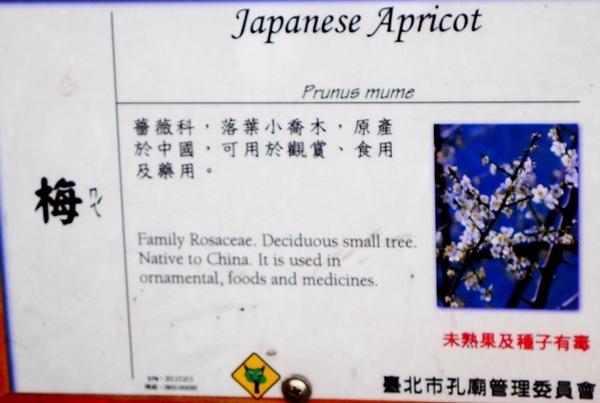 Japanese Apricot
Prunus mume
梅 ㄇㄟˊ
薔薇科，落葉小喬木，原產
於中國，可用於觀賞、食用
及藥用。
Family Rosaceae. Deciduous small tree.
Native to China. It is used in
ornamental, foods and medicines.
未熟果及種子有毒
臺北市孔廟管理委員會